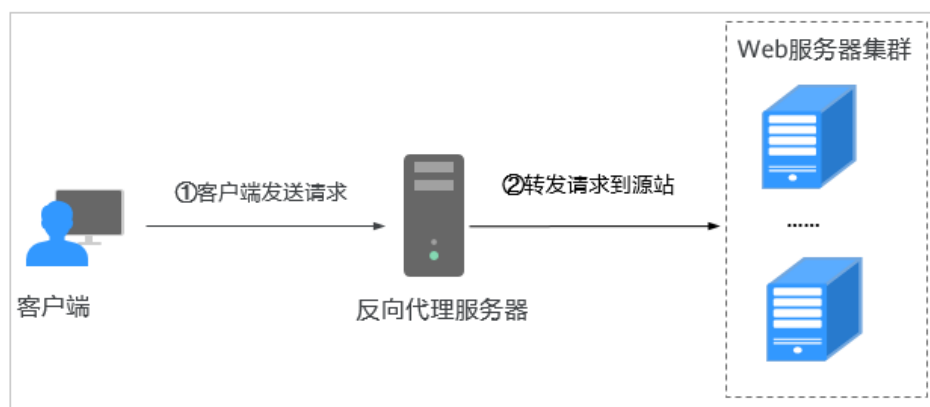 Web服务器集群
①客户端发送请求
②转发请求到源站
……
客户端
反向代理服务器